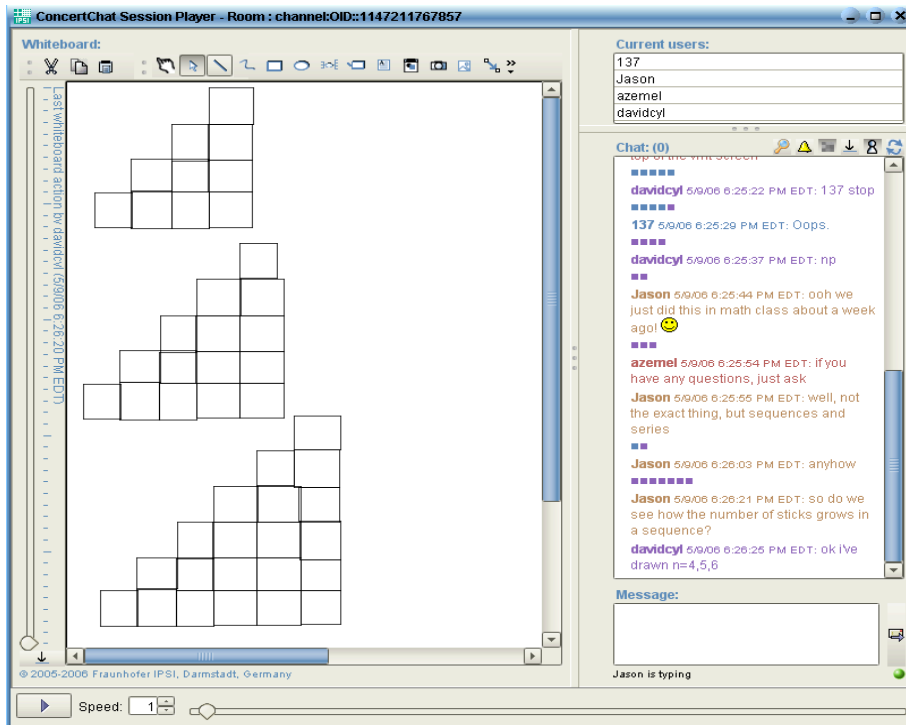 ConcertChat Session Player - Room : channel:OID::1147211767857
Whiteboard:
Last whiteboard action by davidcyl (5/9/06 6:26:20 PM EDT)
© 2005-2006 Fraunhofer IPSI, Darmstadt, Germany
Speed: 1
Current users:
137
Jason
azemel
davidcyl
Chat: (0)
top of the vmt screen
davidcyl 5/9/06 6:25:22 PM EDT: 137 stop
137 5/9/06 6:25:29 PM EDT: Oops.
davidcyl 5/9/06 6:25:37 PM EDT: np
Jason 5/9/06 6:25:44 PM EDT: ooh we
just did this in math class about a week
ago!
azemel 5/9/06 6:25:54 PM EDT: if you
have any questions, just ask
Jason 5/9/06 6:25:55 PM EDT: well, not
the exact thing, but sequences and
series
Jason 5/9/06 6:26:03 PM EDT: anyhow
Jason 5/9/06 6:26:21 PM EDT: so do we
see how the number of sticks grows in
a sequence?
davidcyl 5/9/06 6:26:25 PM EDT: ok i've
drawn n=4,5,6
Message:
Jason is typing